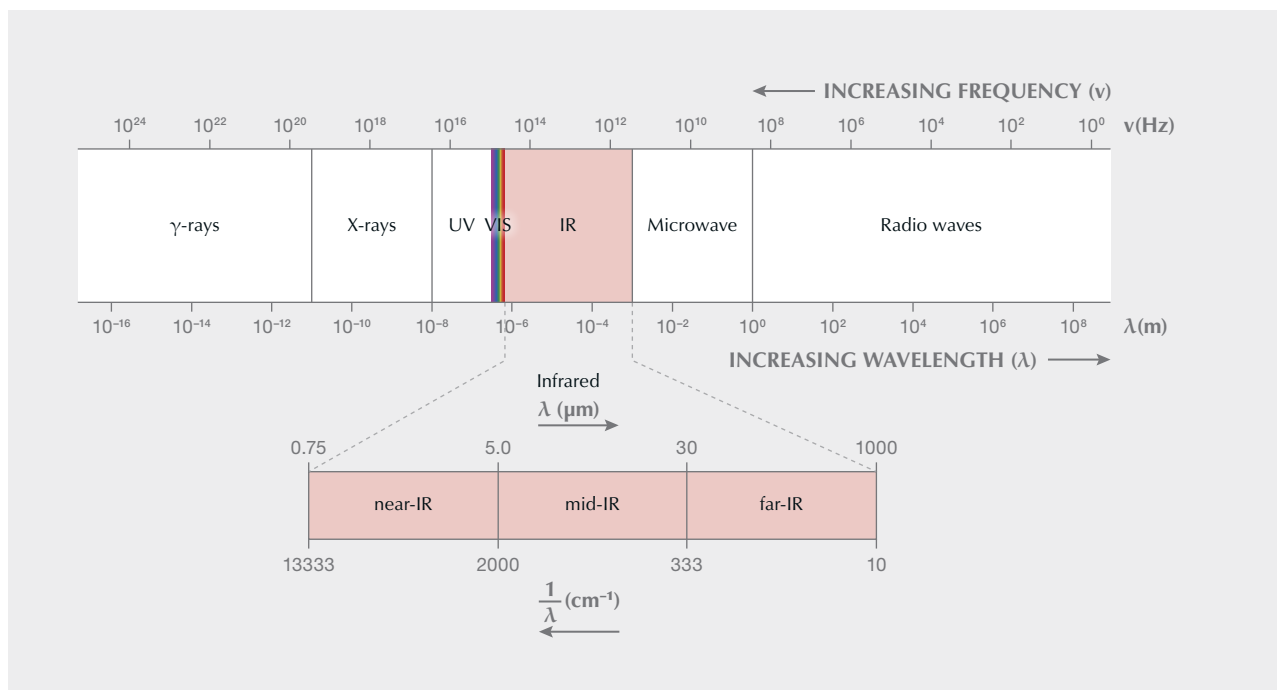 INCREASING FREQUENCY (ν)
10²⁴ 10²² 10²⁰ 10¹⁸ 10¹⁶ 10¹⁴ 10¹² 10¹⁰ 10⁸ 10⁶ 10⁴ 10² 10⁰ ν(Hz)
γ-rays X-rays UV VIS IR Microwave Radio waves
10⁻¹⁶ 10⁻¹⁴ 10⁻¹² 10⁻¹⁰ 10⁻⁸ 10⁻⁶ 10⁻⁴ 10⁻² 10⁰ 10² 10⁴ 10⁶ 10⁸ λ(m)
INCREASING WAVELENGTH (λ)
Infrared
λ (μm)
0.75 5.0 30 1000
near-IR mid-IR far-IR
13333 2000 333 10
1
λ (cm⁻¹)